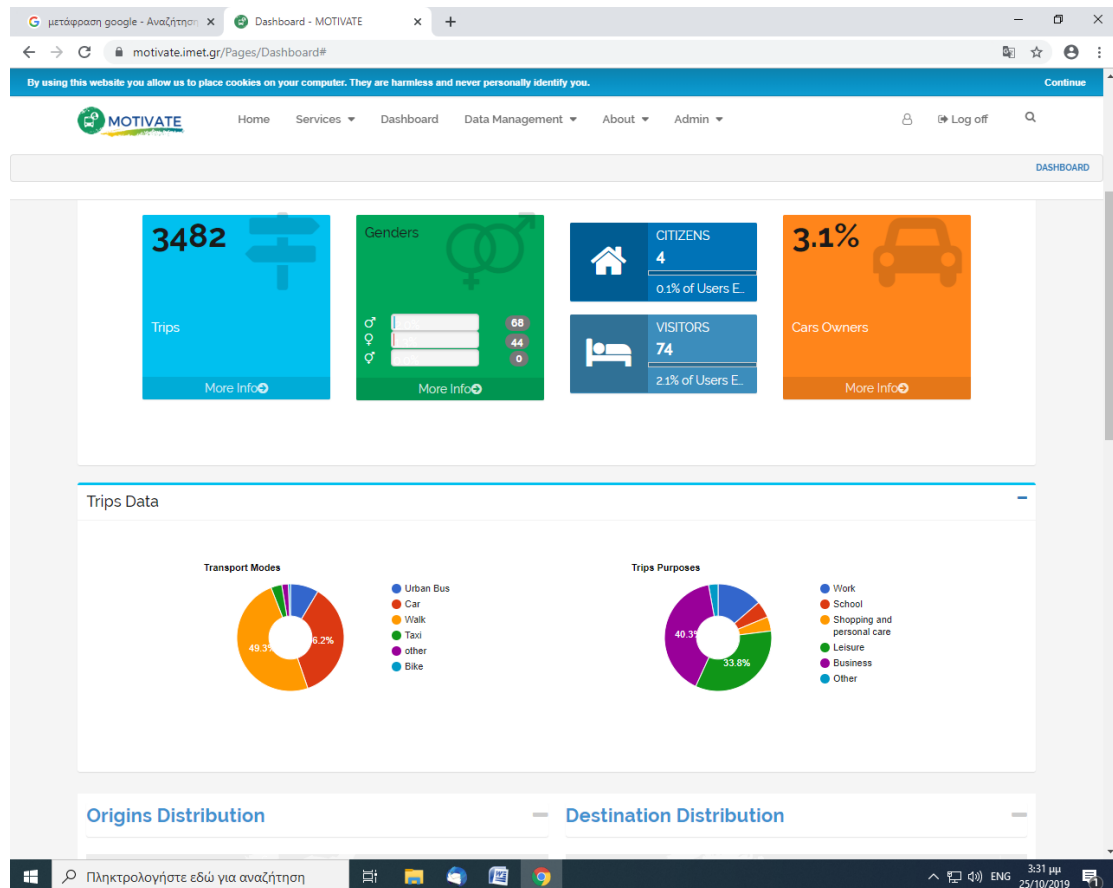 μετάφραση google - Αναζήτηση
Dashboard - MOTIVATE
motivate.imet.gr/Pages/Dashboard#
By using this website you allow us to place cookies on your computer. They are harmless and never personally identify you.
Continue
MOTIVATE
Home Services Dashboard Data Management About Admin
Log off
DASHBOARD
3482
Trips
More Info
Genders
68
44
0
More Info
CITIZENS
4
0.1% of Users E..
VISITORS
74
2.1% of Users E..
3.1%
Cars Owners
More Info
Trips Data
Transport Modes
49.3
6.2%
Urban Bus
Car
Walk
Taxi
other
Bike
Trips Purposes
40.3
33.8%
Work
School
Shopping and
personal care
Leisure
Business
Other
Origins Distribution
Destination Distribution
Πληκτρολογήστε εδώ για αναζήτηση
ENG
3:31 μμ
25/10/2019